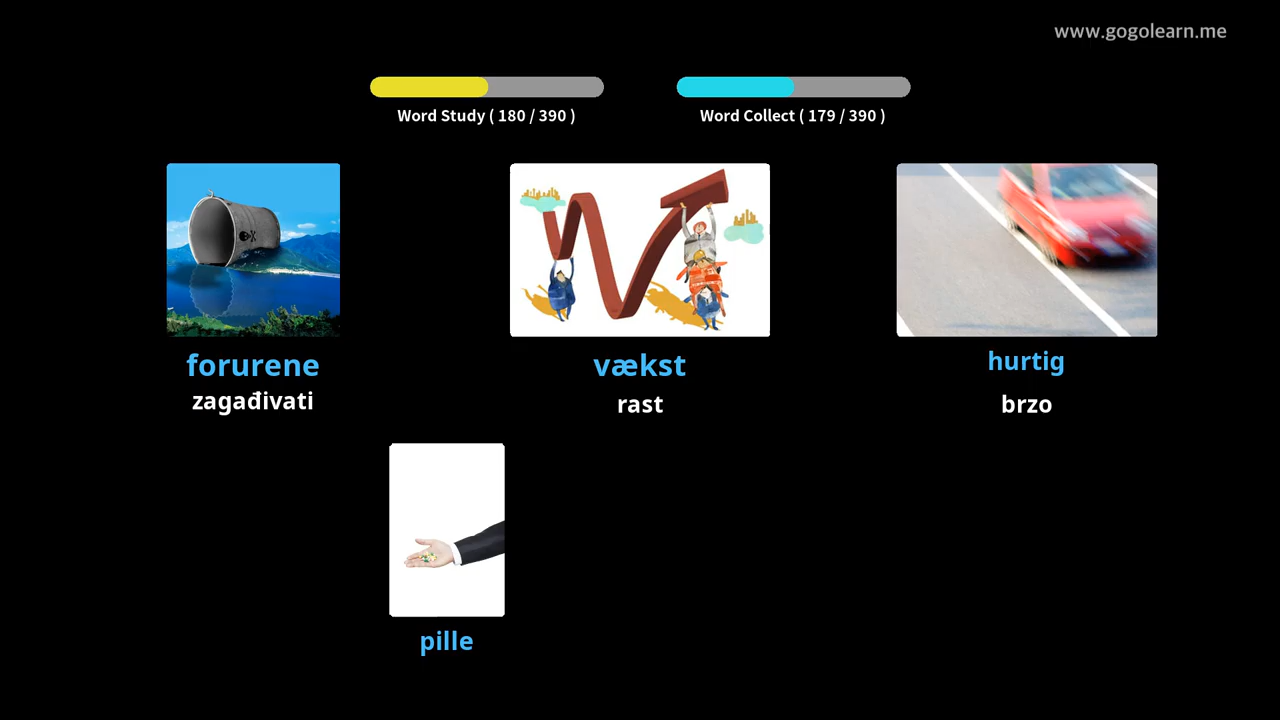 www.gogolearn.me
Word Study ( 180 / 390 )
Word Collect ( 179 / 390 )
forurene
vækst
hurtig
zagađivati
rast
brzo
pille